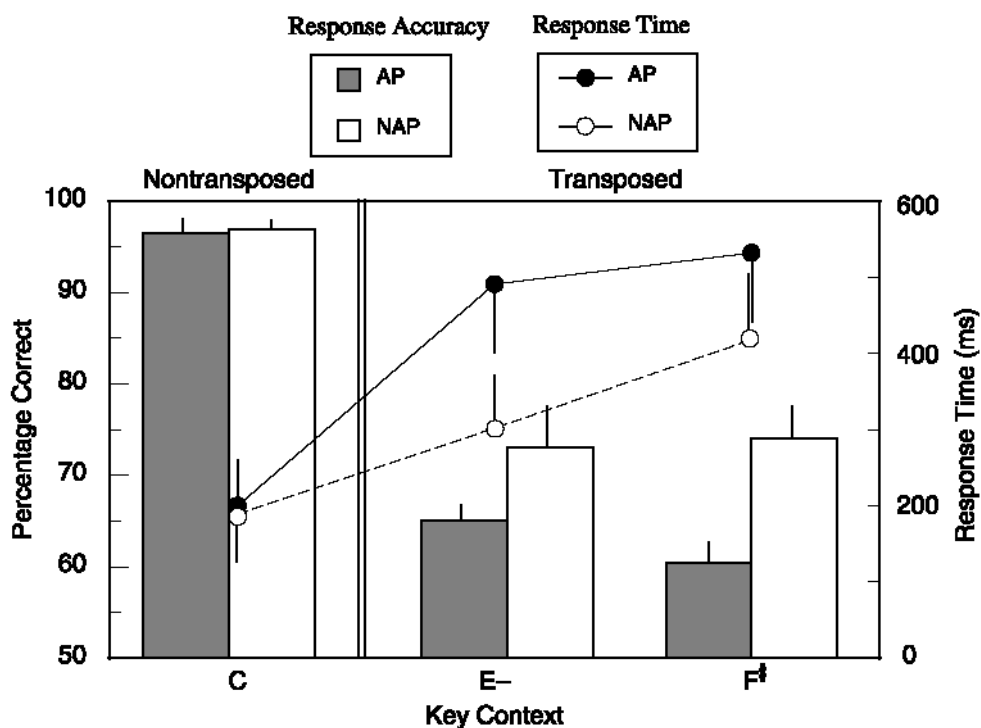 Response Accuracy Response Time
AP AP
NAP NAP
Nontransposed Transposed
100 600
90
80
400
70
200
60
50 0
C E– F♯
Key Context
Percentage Correct
Response Time (ms)